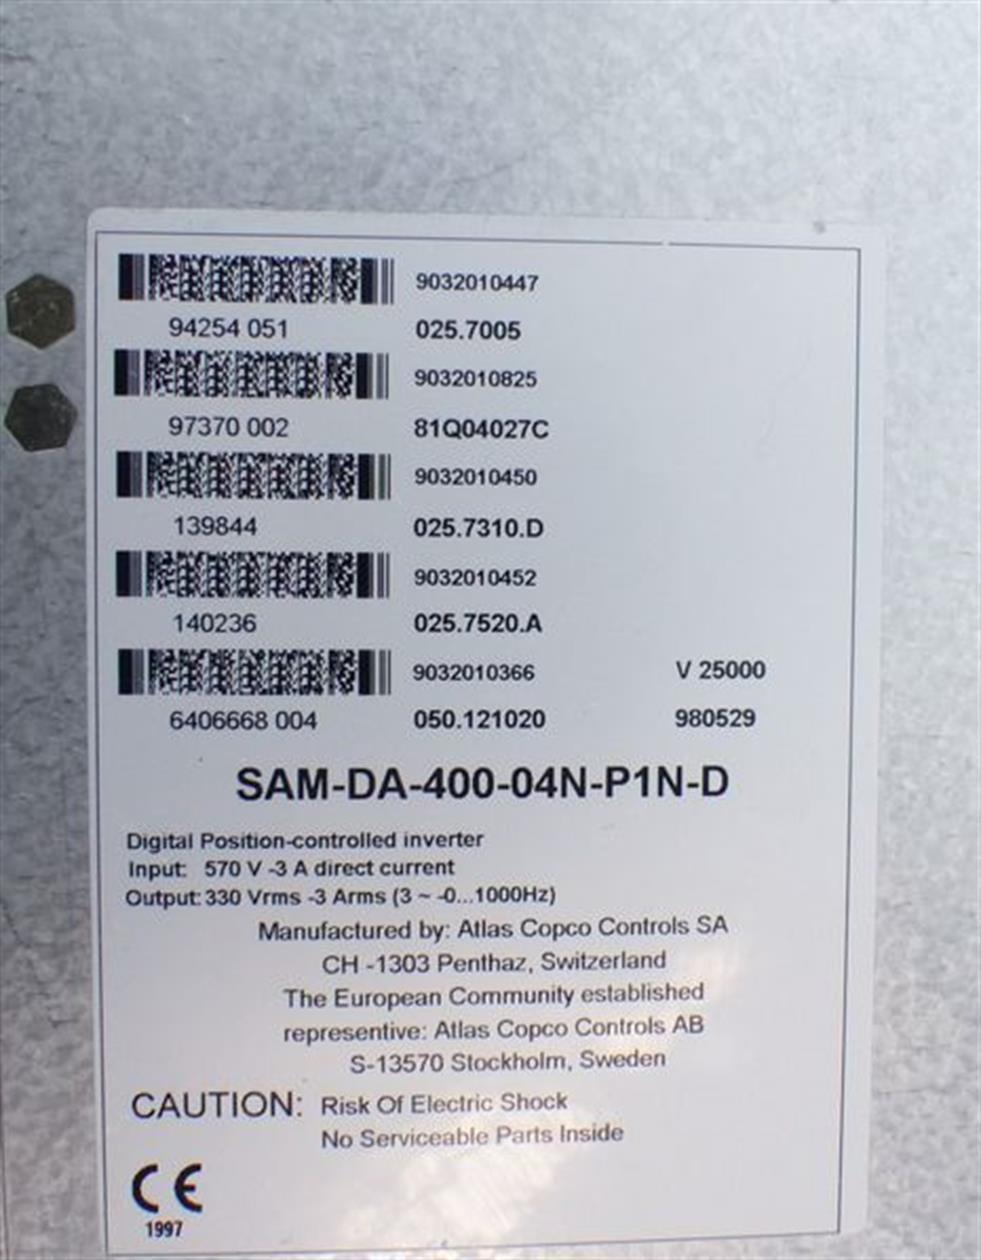 9032010447
94254 051 025.7005
9032010825
97370 002 81Q04027C
9032010450
139844 025.7310.D
9032010452
140236 025.7520.A
9032010366 V 25000
6406668 004 050.121020 980529
SAM-DA-400-04N-P1N-D
Digital Position-controlled inverter
Input: 570 V -3 A direct current
Output: 330 Vrms -3 Arms (3 ~ -0...1000Hz)
Manufactured by: Atlas Copco Controls SA
CH -1303 Penthaz, Switzerland
The European Community established
representive: Atlas Copco Controls AB
S-13570 Stockholm, Sweden
CAUTION: Risk Of Electric Shock
No Serviceable Parts Inside
CE
1997